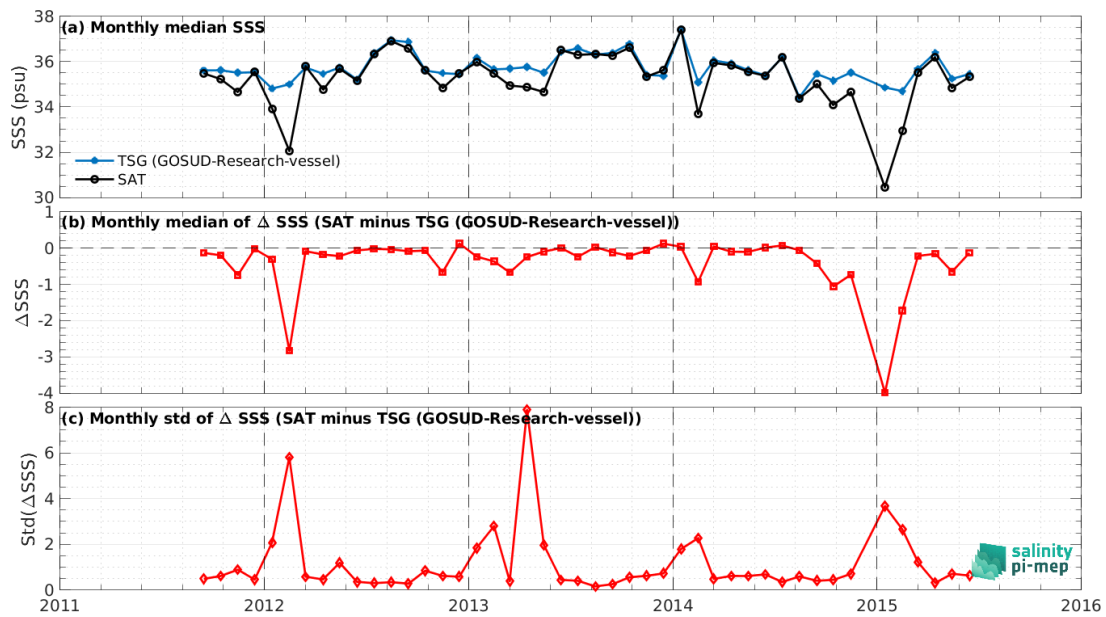 (a) Monthly median SSS
38
36
34
32
30
SSS (psu)
TSG (GOSUD-Research-vessel)
SAT
(b) Monthly median of Δ SSS (SAT minus TSG (GOSUD-Research-vessel))
1
0
-1
-2
-3
-4
ΔSSS
(c) Monthly std of Δ SSS (SAT minus TSG (GOSUD-Research-vessel))
8
6
4
2
0
Std(ΔSSS)
salinity
pi-mep
2011 2012 2013 2014 2015 2016